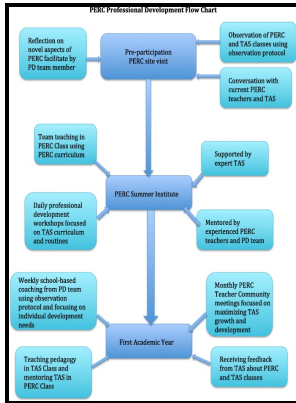 PERC Professional Development Flow Chart
Reflection on
novel aspects of
PERC facilitate by
PD team member
Pre-participation
PERC site visit
Observation of PERC
and TAS classes using
observation protocol
Conversation with
current PERC
teachers and TAS
Team teaching in
PERC Class using
PERC curriculum
Supported by
expert TAS
PERC Summer Institute
Daily professional
development
workshops focused
on TAS curriculum
and routines
Mentored by
experienced PERC
teachers and PD team
Weekly school-based
coaching from PD team
using observation
protocol and focusing on
individual development
needs
Monthly PERC
Teacher Community
meetings focused on
maximizing TAS
growth and
development
First Academic Year
Teaching pedagogy
in TAS Class and
mentoring TAS in
PERC Class
Receiving feedback
from TAS about PERC
and TAS classes